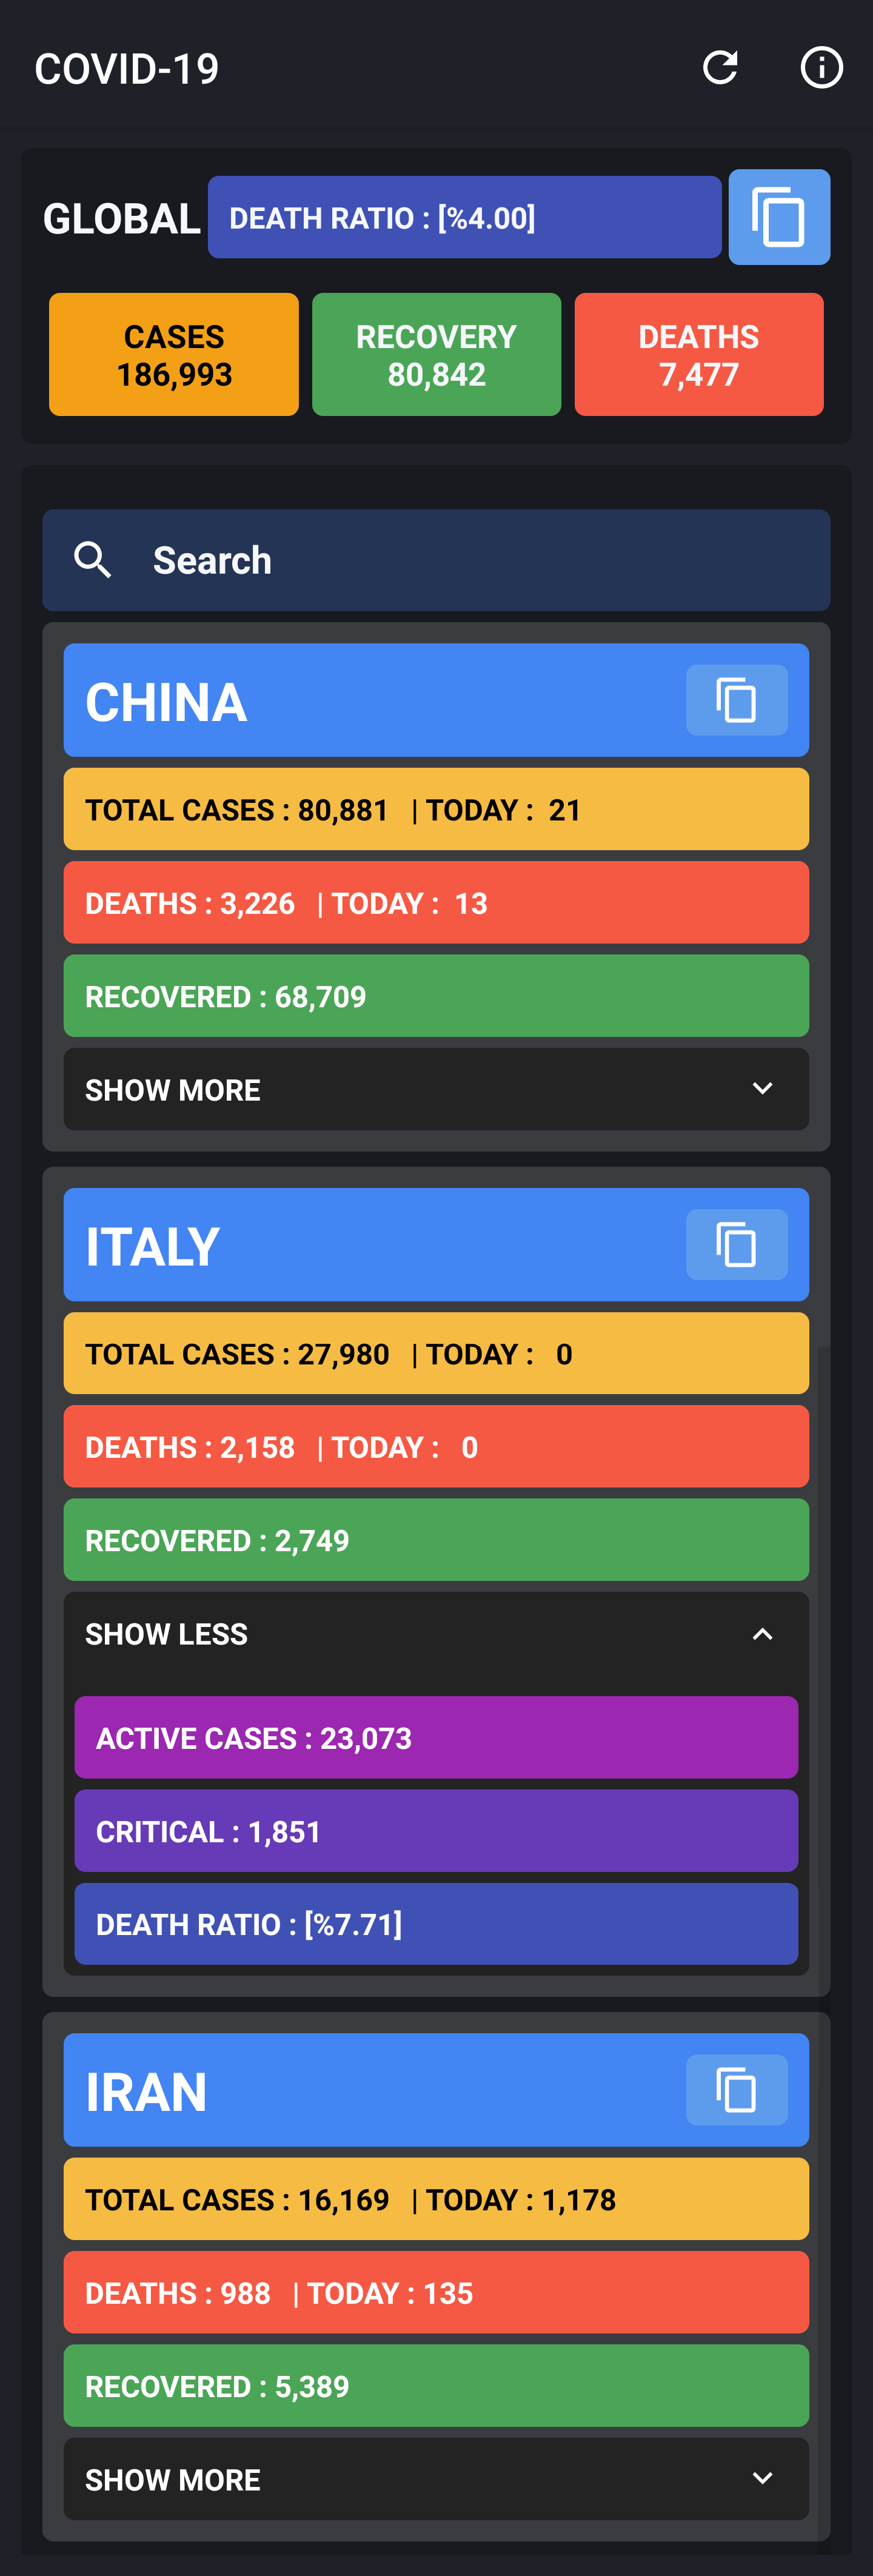 COVID-19
GLOBAL
DEATH RATIO : [%4.00]
CASES
186,993
RECOVERY
80,842
DEATHS
7,477
Search
CHINA
TOTAL CASES : 80,881 | TODAY : 21
DEATHS : 3,226 | TODAY : 13
RECOVERED : 68,709
SHOW MORE
ITALY
TOTAL CASES : 27,980 | TODAY : 0
DEATHS : 2,158 | TODAY : 0
RECOVERED : 2,749
SHOW LESS
ACTIVE CASES : 23,073
CRITICAL : 1,851
DEATH RATIO : [%7.71]
IRAN
TOTAL CASES : 16,169 | TODAY : 1,178
DEATHS : 988 | TODAY : 135
RECOVERED : 5,389
SHOW MORE